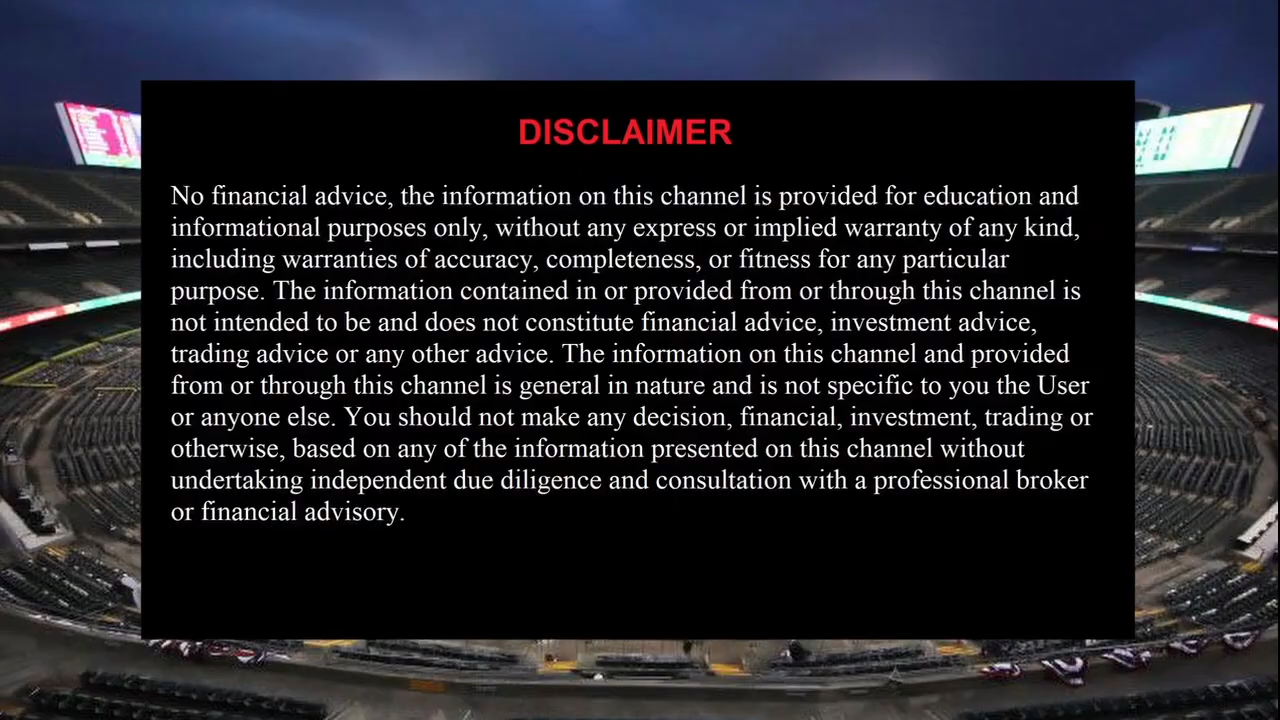 DISCLAIMER
No financial advice, the information on this channel is provided for education and
informational purposes only, without any express or implied warranty of any kind,
including warranties of accuracy, completeness, or fitness for any particular
purpose. The information contained in or provided from or through this channel is
not intended to be and does not constitute financial advice, investment advice,
trading advice or any other advice. The information on this channel and provided
from or through this channel is general in nature and is not specific to you the User
or anyone else. You should not make any decision, financial, investment, trading or
otherwise, based on any of the information presented on this channel without
undertaking independent due diligence and consultation with a professional broker
or financial advisory.